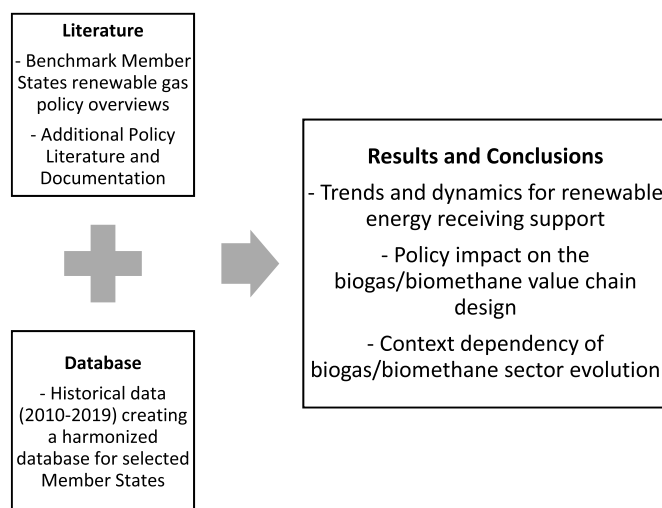 Literature
- Benchmark Member
States renewable gas
policy overviews
- Additional Policy
Literature and
Documentation
Database
- Historical data
(2010-2019) creating
a harmonized
database for selected
Member States
Results and Conclusions
- Trends and dynamics for renewable
energy receiving support
- Policy impact on the
biogas/biomethane value chain
design
- Context dependency of
biogas/biomethane sector evolution